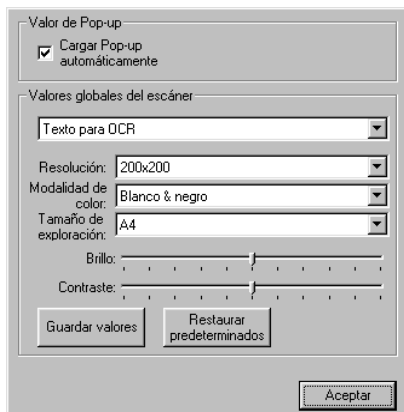 Valor de Pop-up
Cargar Pop-up
automáticamente
Valores globales del escáner
Texto para OCR
Resolución: 200x200
Modalidad de
color: Blanco & negro
Tamaño de
exploración: A4
Brillo:
Contraste:
Guardar valores
Restaurar
predeterminados
Aceptar